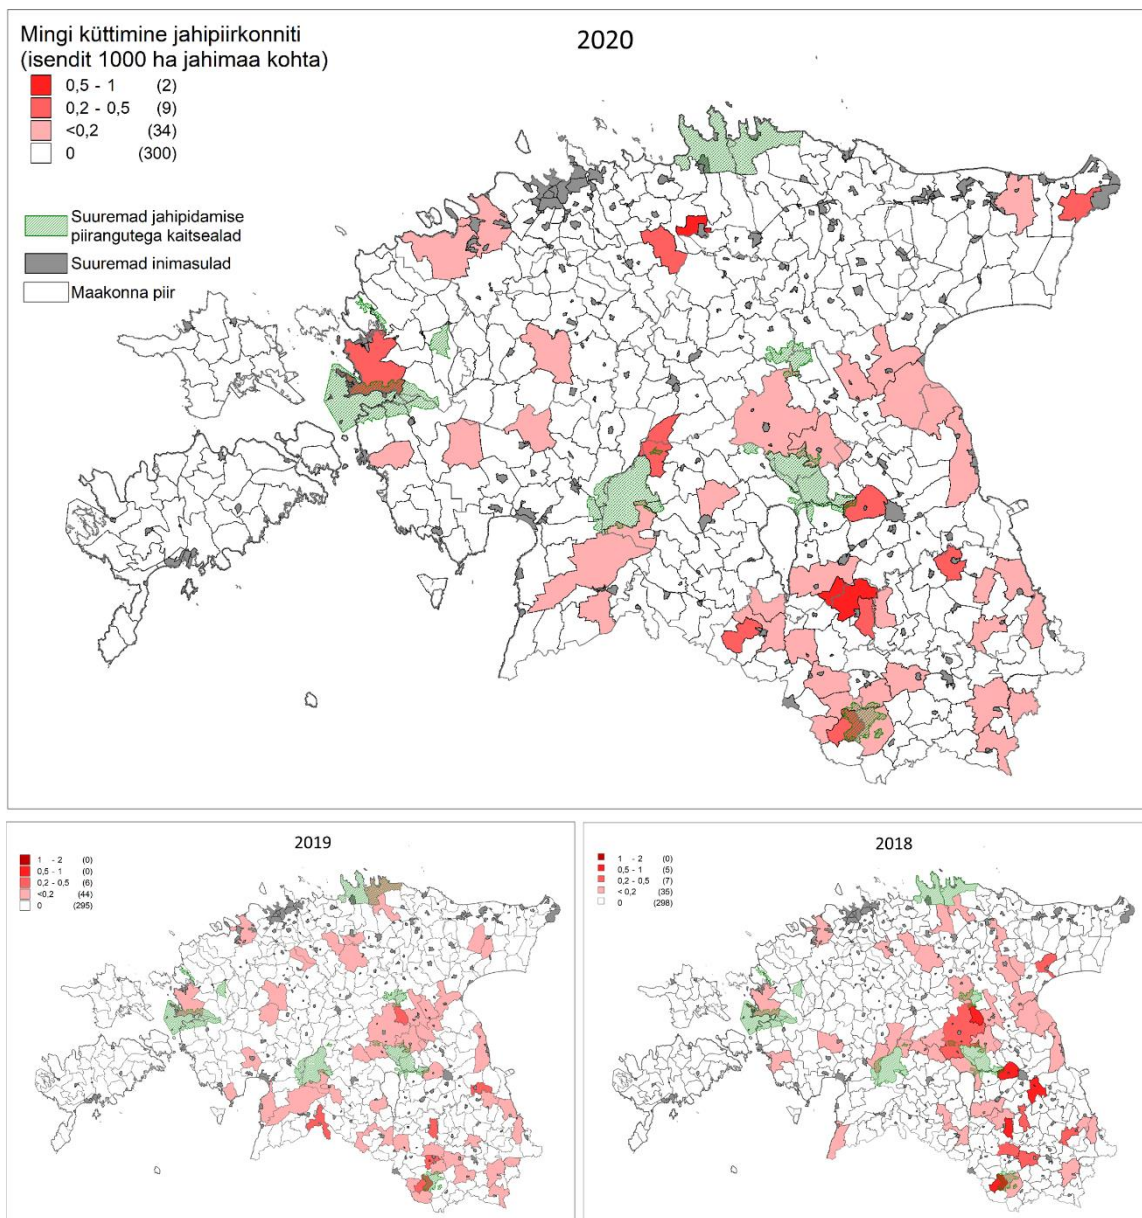 Mingi küttimine jahipiirkonniti
(isendit 1000 ha jahimaa kohta)
0,5 - 1 (2)
0,2 - 0,5 (9)
<0,2 (34)
0 (300)
Suuremad jahipidamise
piirangutega kaitsealad
Suuremad inimasulad
Maakonna piir
2020
2019
1 - 2 (0)
0,5 - 1 (0)
0,2 - 0,5 (6)
<0,2 (44)
0 (295)
2018
1 - 2 (0)
0,5 - 1 (5)
0,2 - 0,5 (7)
< 0,2 (35)
0 (298)